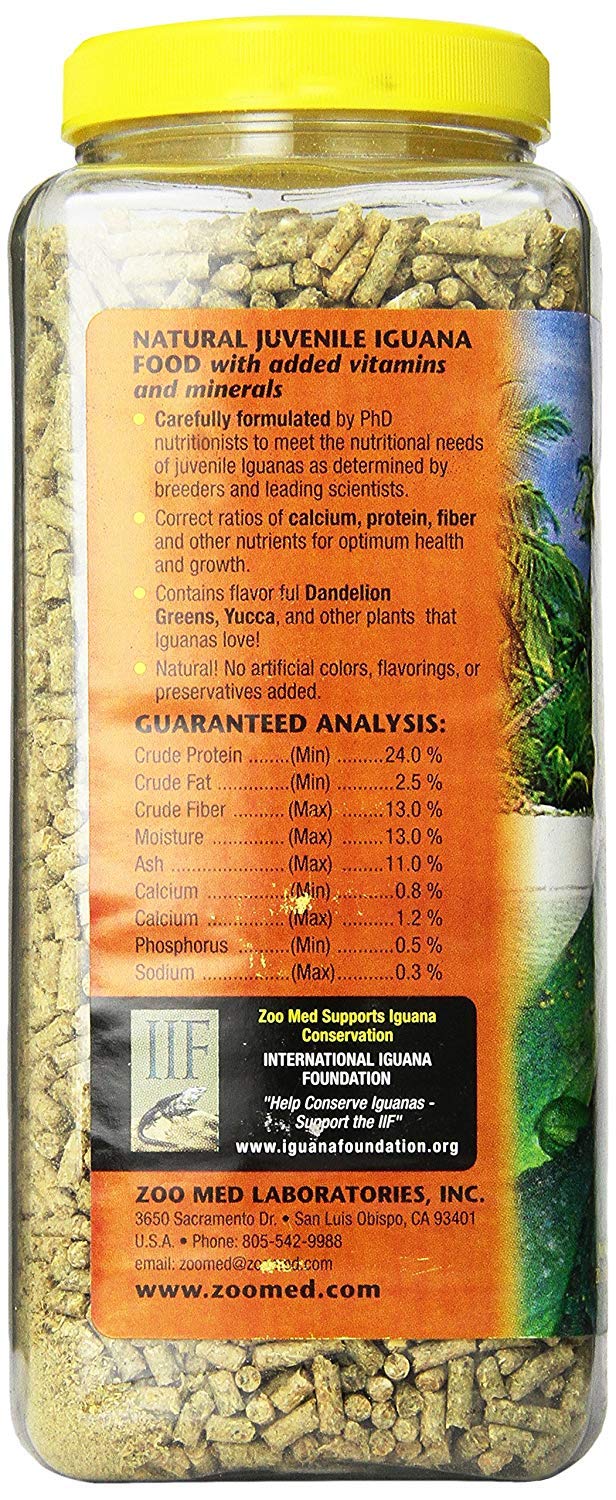 NATURAL JUVENILE IGUANA
FOOD with added vitamins
and minerals
Carefully formulated by PhD
nutritionists to meet the nutritional needs
of juvenile Iguanas as determined by
breeders and leading scientists.
Correct ratios of calcium, protein, fiber
and other nutrients for optimum health
and growth.
Contains flavor ful Dandelion
Greens, Yucca, and other plants that
Iguanas love!
Natural! No artificial colors, flavorings, or
preservatives added.
GUARANTEED ANALYSIS:
Crude Protein ........(Min) .........24.0 %
Crude Fat ..............(Min) ...........2.5 %
Crude Fiber ..........(Max) .........13.0 %
Moisture ..............(Max) .........13.0 %
Ash ......................(Max) .........11.0 %
Calcium ................(Min) ...........0.8 %
Calcium ................(Max) ...........1.2 %
Phosphorus ..........(Min) ...........0.5 %
Sodium .................(Max)...........0.3 %
IIF
Zoo Med Supports Iguana
Conservation
INTERNATIONAL IGUANA
FOUNDATION
"Help Conserve Iguanas -
Support the IIF"
www.iguanafoundation.org
ZOO MED LABORATORIES, INC.
3650 Sacramento Dr. • San Luis Obispo, CA 93401
U.S.A. • Phone: 805-542-9988
email: zoomed@zoomed.com
www.zoomed.com